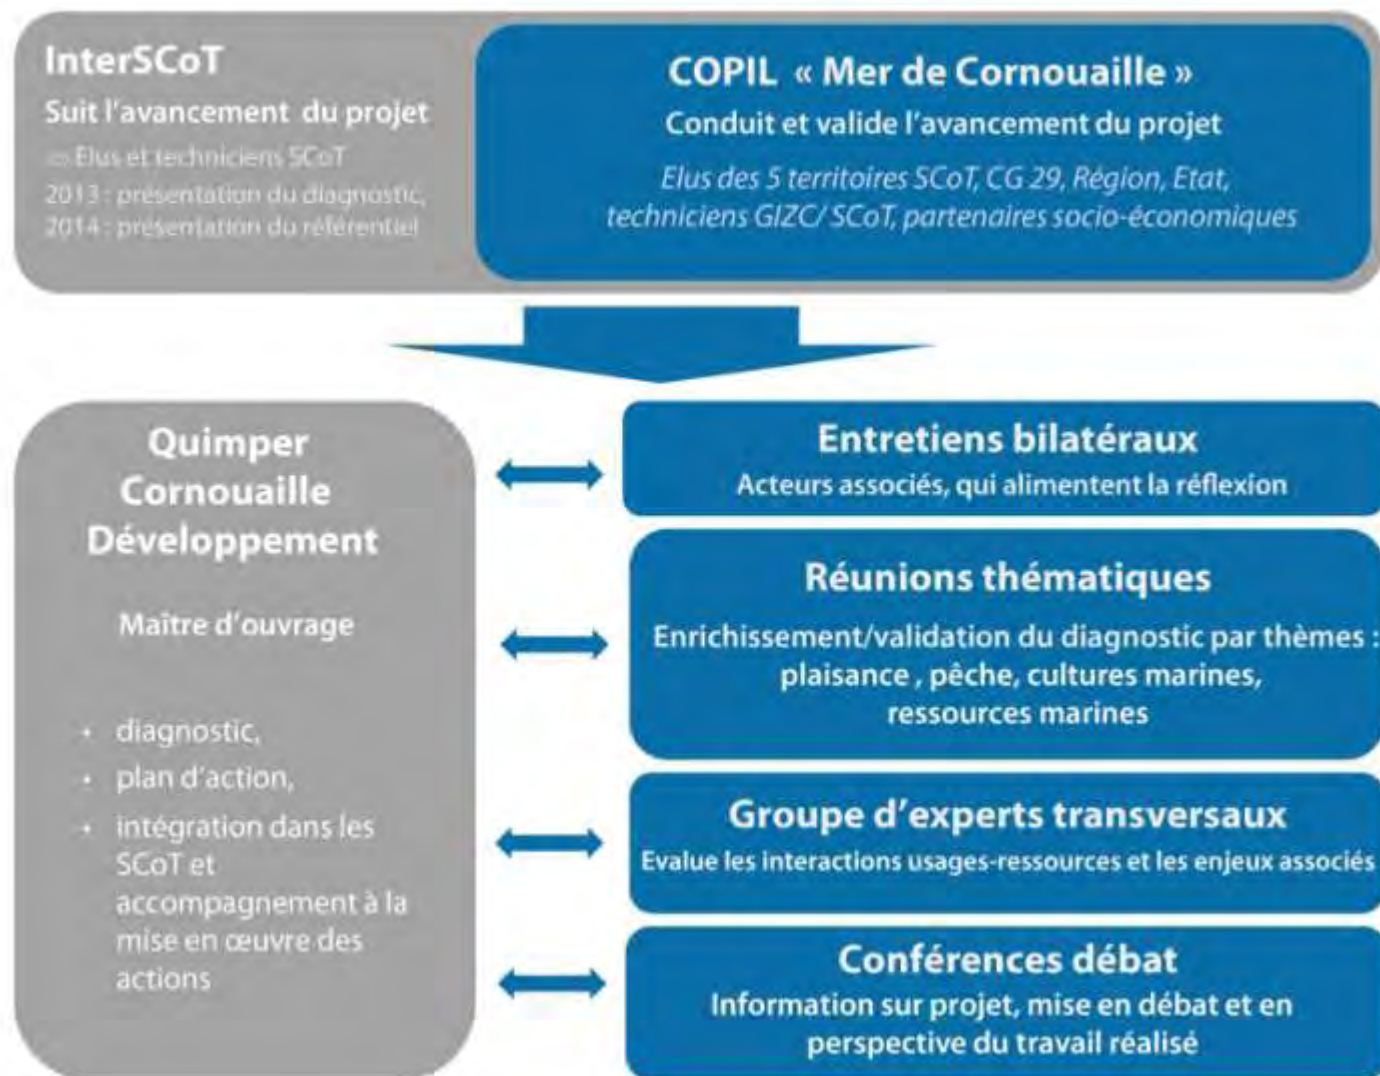 InterSCoT
Suit l'avancement du projet
⇨ Elus et techniciens SCoT
2013 : présentation du diagnostic,
2014 : présentation du référentiel
COPIL « Mer de Cornouaille »
Conduit et valide l'avancement du projet
Elus des 5 territoires SCoT, CG 29, Région, Etat,
techniciens GIZC/ SCoT, partenaires socio-économiques
Quimper
Cornouaille
Développement
Maître d'ouvrage
• diagnostic,
• plan d'action,
• intégration dans les
SCoT et
accompagnement à la
mise en œuvre des
actions
Entretiens bilatéraux
Acteurs associés, qui alimentent la réflexion
Réunions thématiques
Enrichissement/validation du diagnostic par thèmes :
plaisance , pêche, cultures marines,
ressources marines
Groupe d'experts transversaux
Evalue les interactions usages-ressources et les enjeux associés
Conférences débat
Information sur projet, mise en débat et en
perspective du travail réalisé